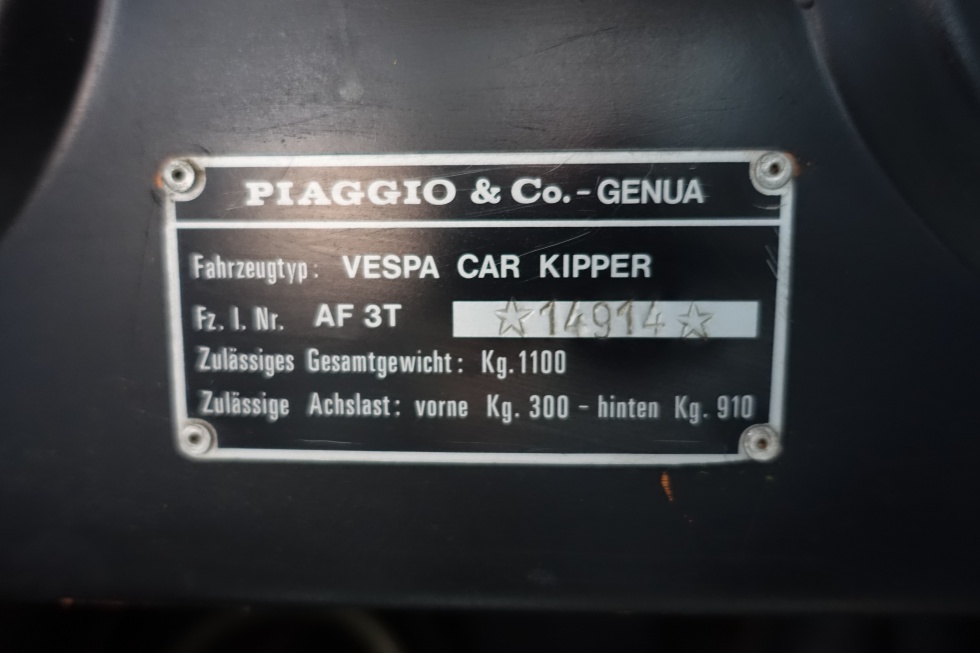 PIAGGIO & Co.-GENUA
Fahrzeugtyp: VESPA CAR KIPPER
Fz. I. Nr. AF 3T ☆14914☆
Zulässiges Gesamtgewicht: Kg. 1100
Zulässige Achslast: vorne Kg. 300 - hinten Kg. 910